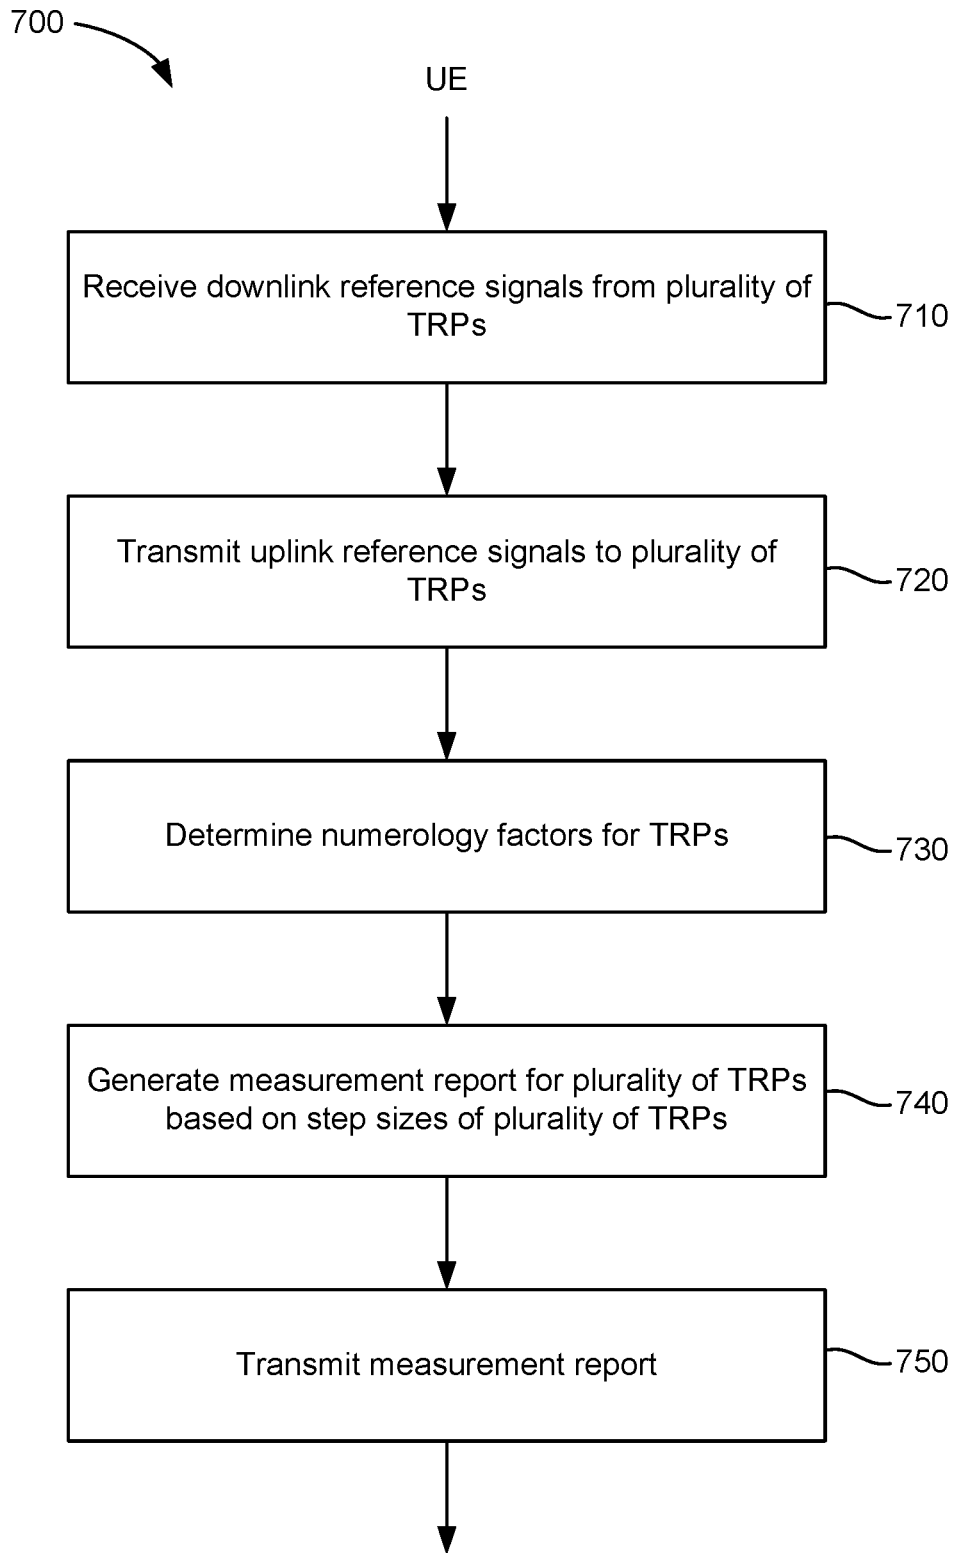 700
UE
Receive downlink reference signals from plurality of
TRPs
710
Transmit uplink reference signals to plurality of
TRPs
720
Determine numerology factors for TRPs
730
Generate measurement report for plurality of TRPs
based on step sizes of plurality of TRPs
740
Transmit measurement report
750